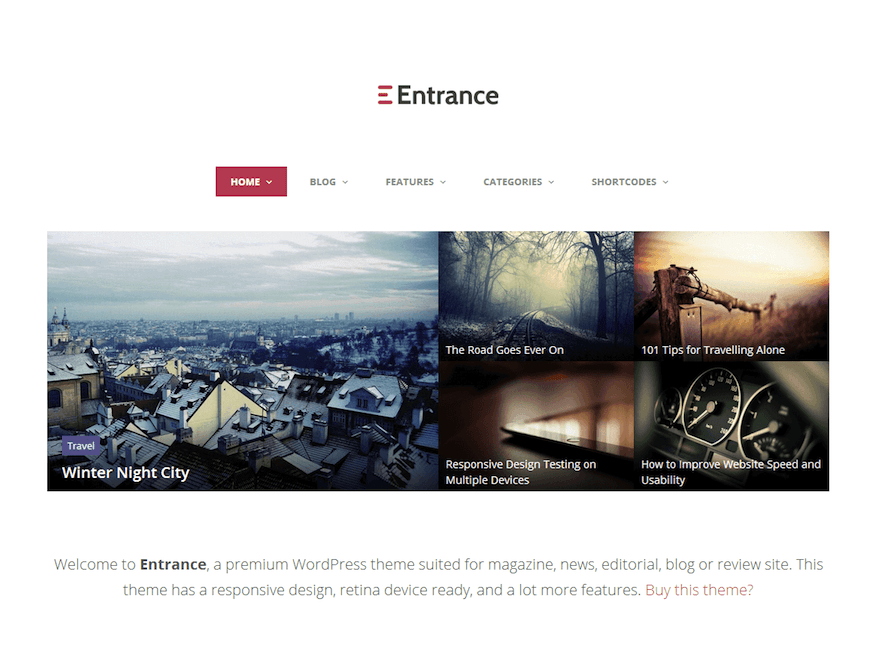 Entrance
HOME
BLOG
FEATURES
CATEGORIES
SHORTCODES
Travel
Winter Night City
The Road Goes Ever On
101 Tips for Travelling Alone
Responsive Design Testing on
Multiple Devices
How to Improve Website Speed and
Usability
Welcome to Entrance, a premium WordPress theme suited for magazine, news, editorial, blog or review site. This
theme has a responsive design, retina device ready, and a lot more features. Buy this theme?